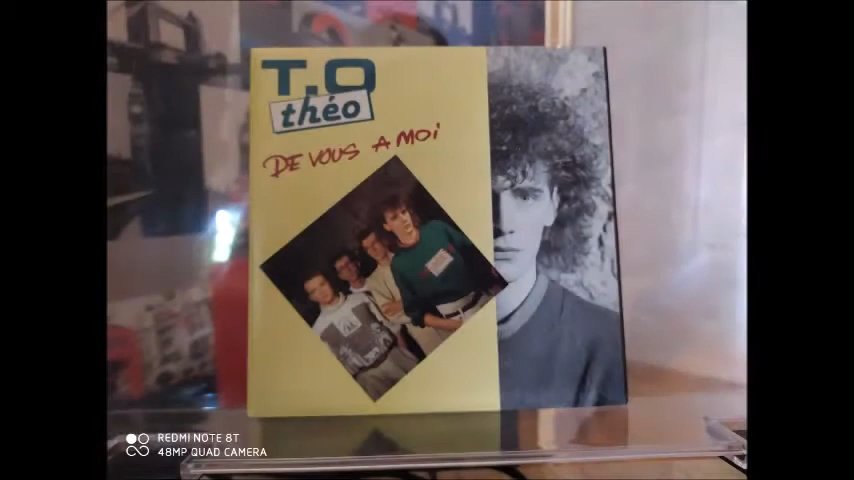 T.O
théo
DE VOUS A MOi
REDMI NOTE 8T
48MP QUAD CAMERA